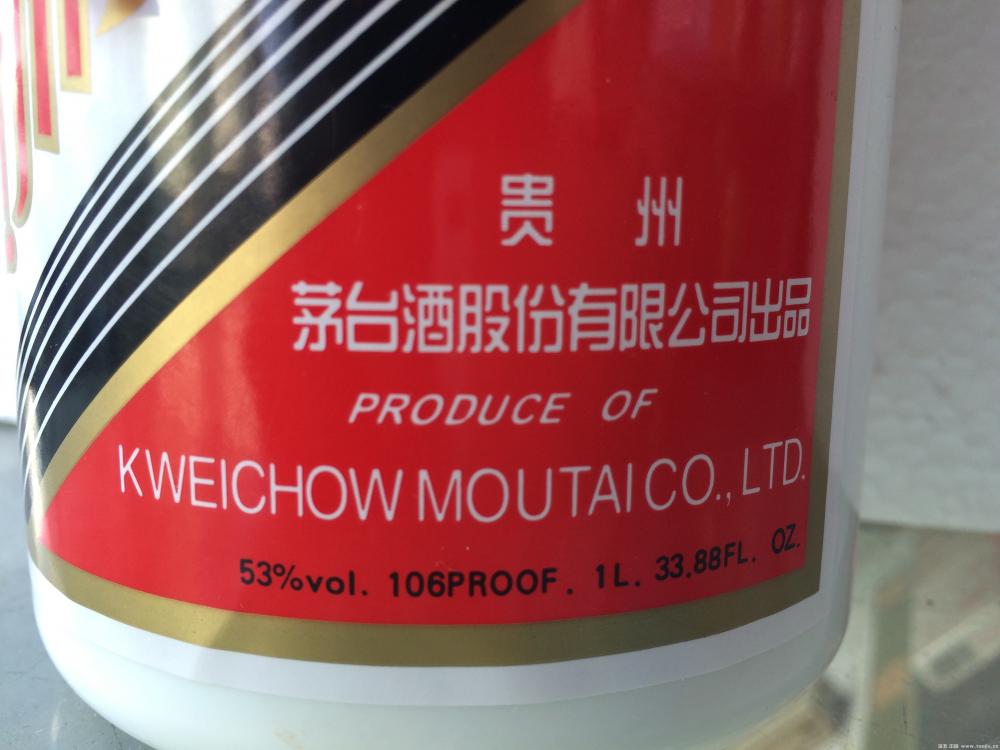 贵 州
茅台酒股份有限公司出品
PRODUCE OF
KWEICHOW MOUTAI CO., LTD.
53%vol. 106PROOF. 1L. 33.88FL. OZ.